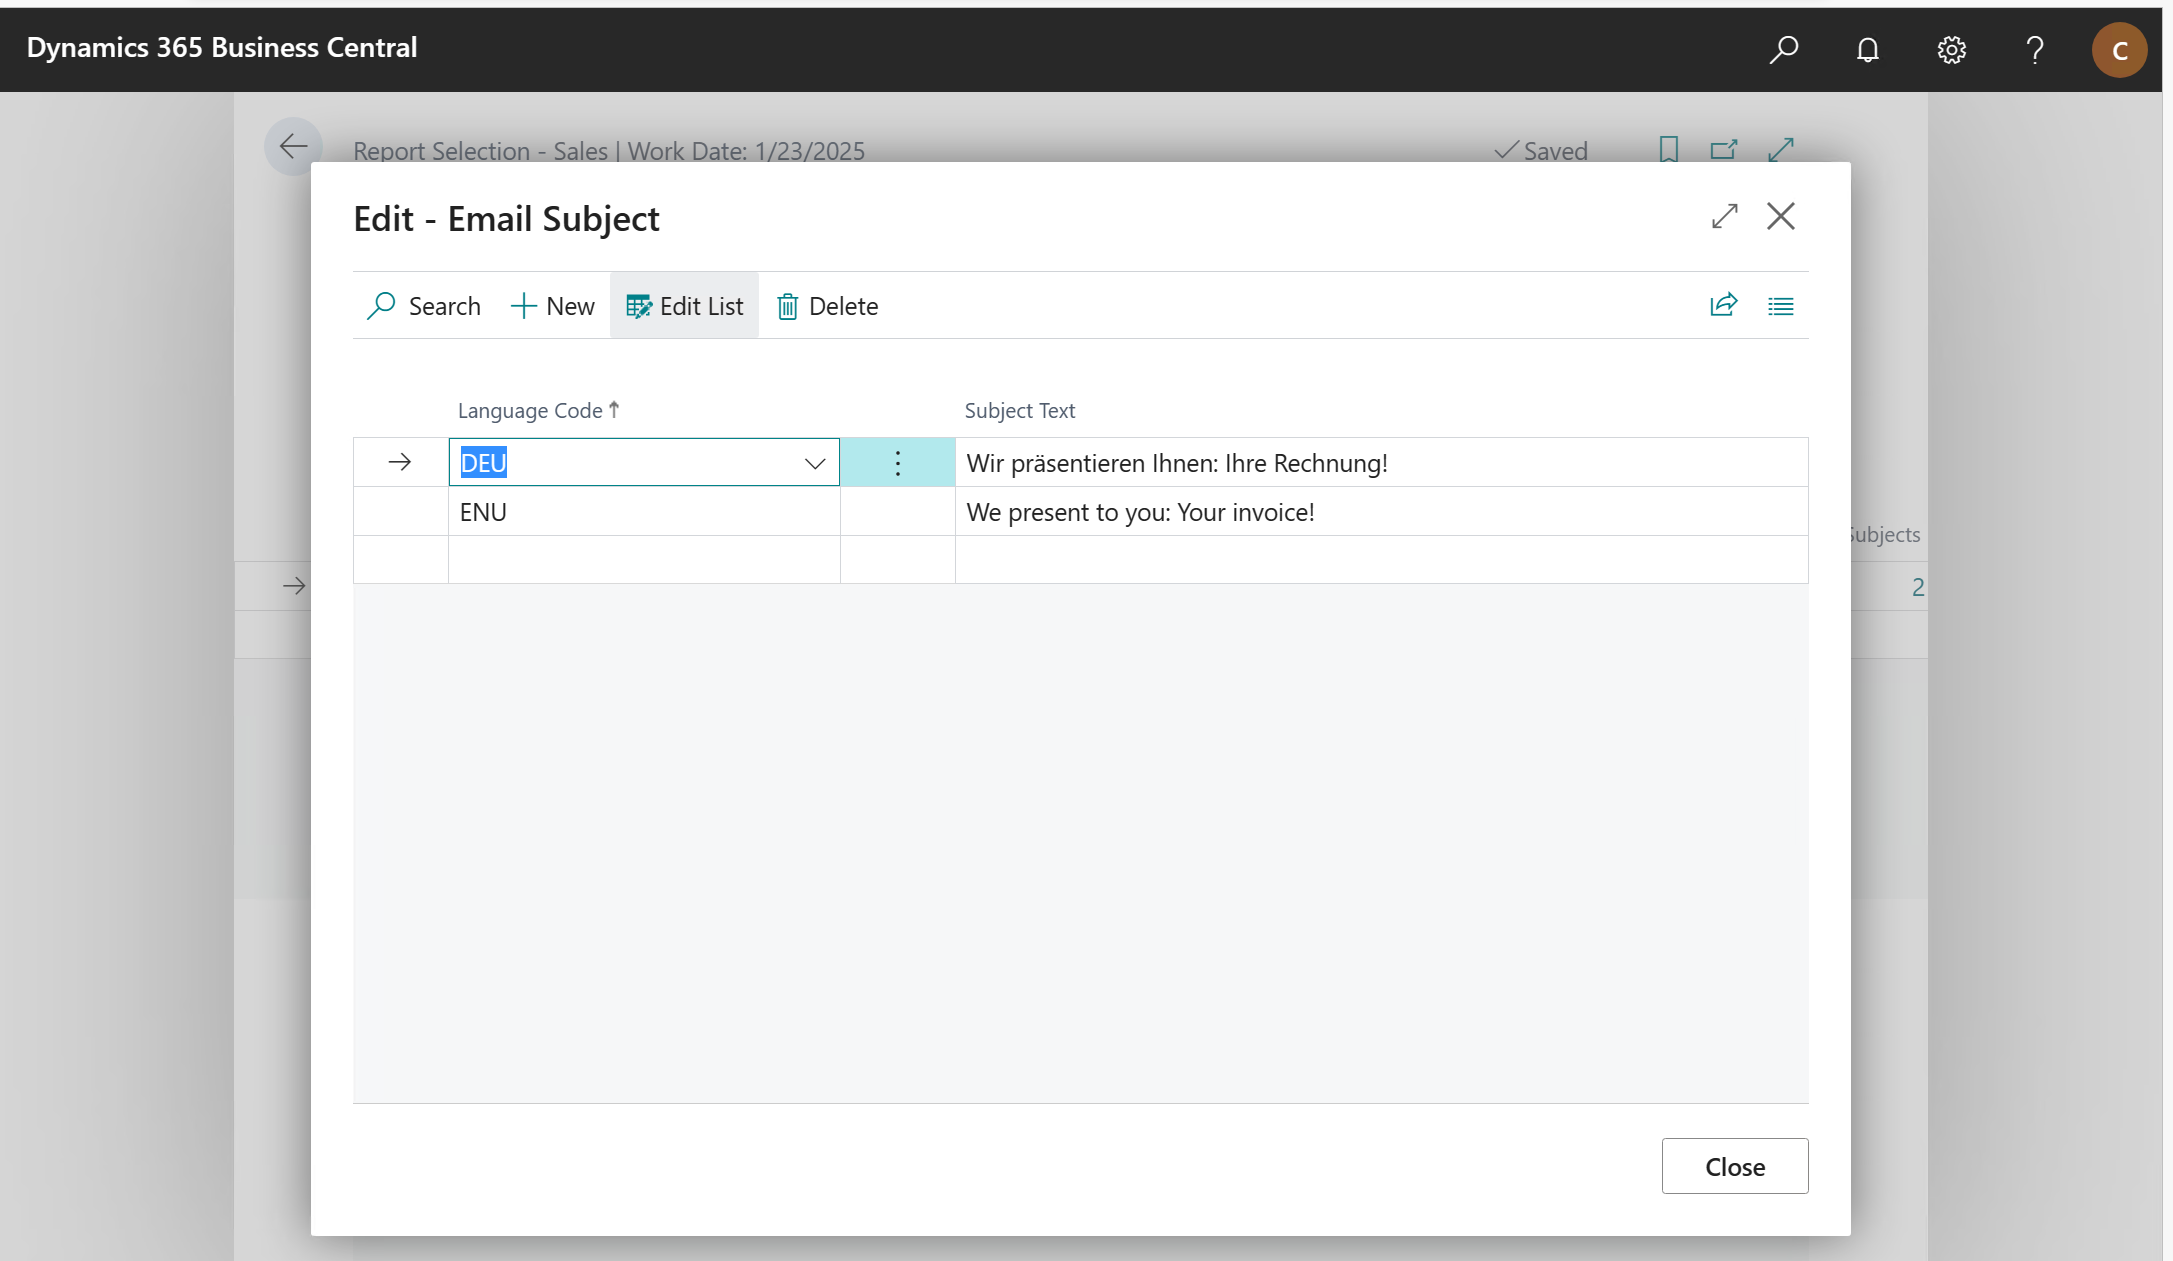 Dynamics 365 Business Central
C
Report Selection - Sales | Work Date: 1/23/2025
Saved
Edit - Email Subject
Search
New
Edit List
Delete
Language Code
Subject Text
DEU
Wir präsentieren Ihnen: Ihre Rechnung!
ENU
We present to you: Your invoice!
Subjects
2
Close